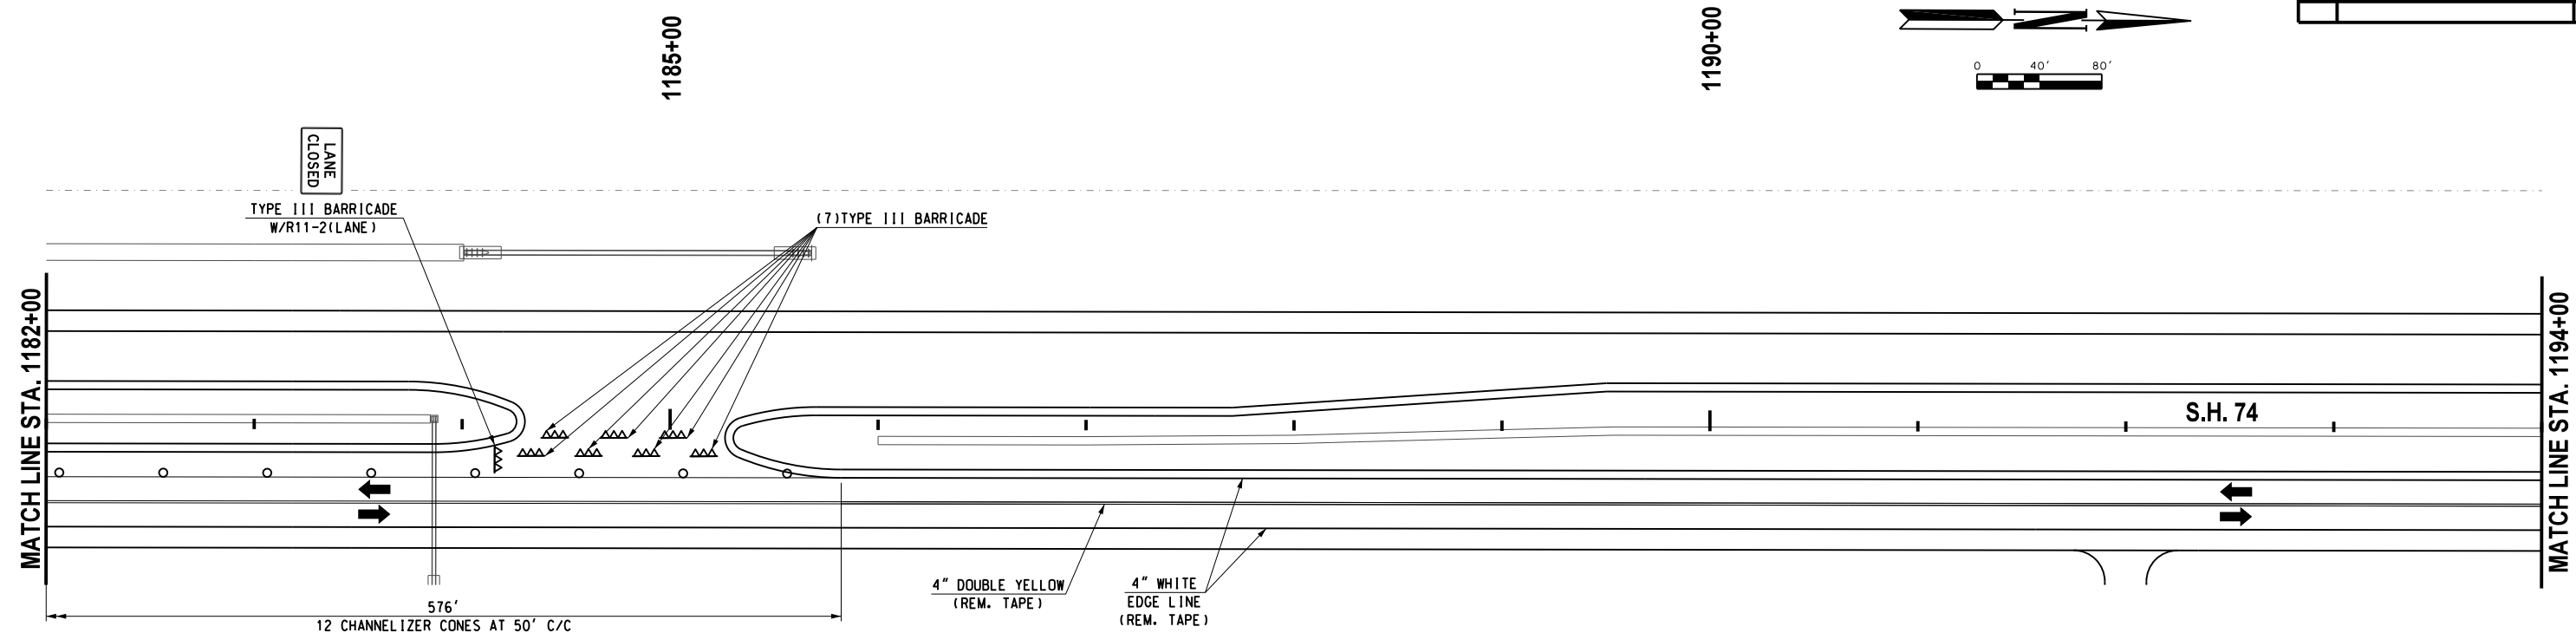 1185+00
1190+00
0 40' 80'
LANE
CLOSED
TYPE III BARRICADE
W/R11-2(LANE)
(7)TYPE III BARRICADE
MATCH LINE STA. 1182+00
MATCH LINE STA. 1194+00
S.H. 74
4" DOUBLE YELLOW
(REM. TAPE)
4" WHITE
EDGE LINE
(REM. TAPE)
576'
12 CHANNELIZER CONES AT 50' C/C